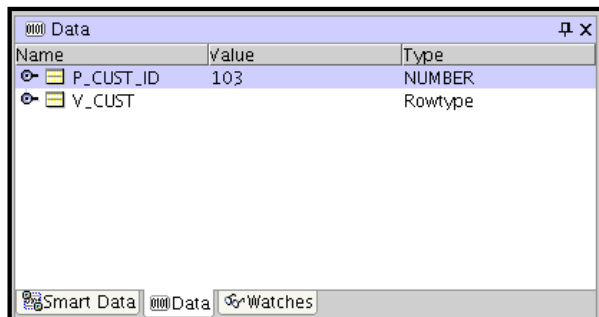 Data
Name Value Type
P_CUST_ID 103 NUMBER
V_CUST Rowtype
Smart Data Data Watches